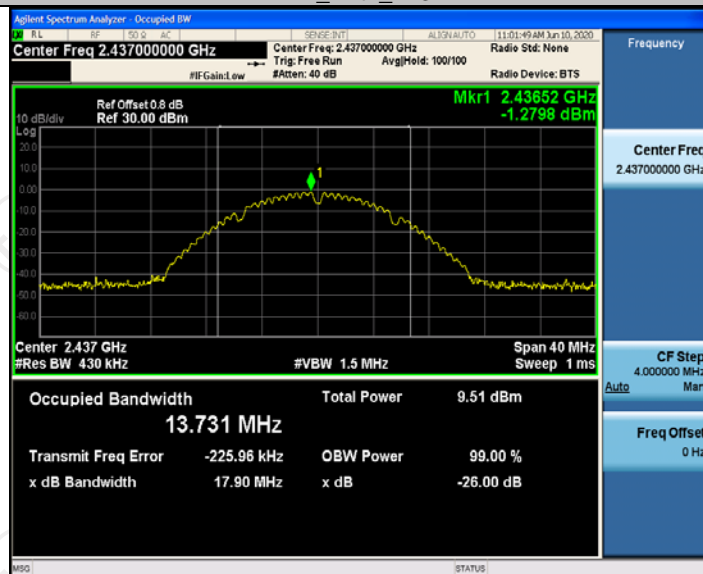 Agilent Spectrum Analyzer - Occupied BW
RL RF 50 Ω AC SENSE:INT ALIGN AUTO 11:01:49 AM Jun 10, 2020
Center Freq 2.437000000 GHz Center Freq: 2.437000000 GHz Radio Std: None
Trig: Free Run Avg|Hold: 100/100
#IFGain:Low #Atten: 40 dB Radio Device: BTS
Frequency
Ref Offset 0.8 dB Mkr1 2.43652 GHz
10 dB/div Ref 30.00 dBm -1.2798 dBm
Log
20.0
10.0
0.00
-10.0
-20.0
-30.0
-40.0
-50.0
-60.0
1
Center 2.437 GHz Span 40 MHz
#Res BW 430 kHz #VBW 1.5 MHz Sweep 1 ms
Center Freq
2.437000000 GHz
CF Step
4.000000 MHz
Auto Man
Freq Offset
0 Hz
Occupied Bandwidth Total Power 9.51 dBm
13.731 MHz
Transmit Freq Error -225.96 kHz OBW Power 99.00 %
x dB Bandwidth 17.90 MHz x dB -26.00 dB
MSG STATUS